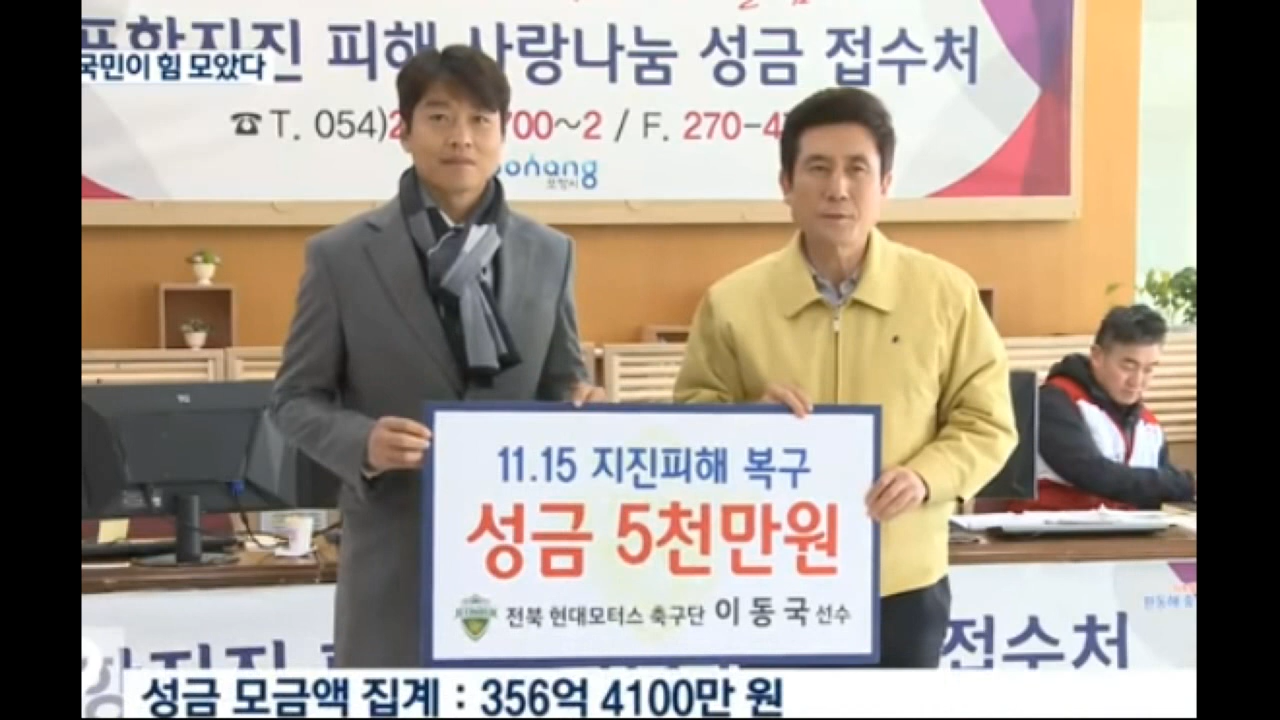 피해 사랑나눔 성금 접수처
국민이 힘 모았다
☎T. 054) 700~2 / F. 270-4
포항시
11.15 지진피해 복구
성금 5천만원
전북 현대모터스 축구단 이동국 선수
접수처
성금 모금액 집계 : 356억 4100만 원